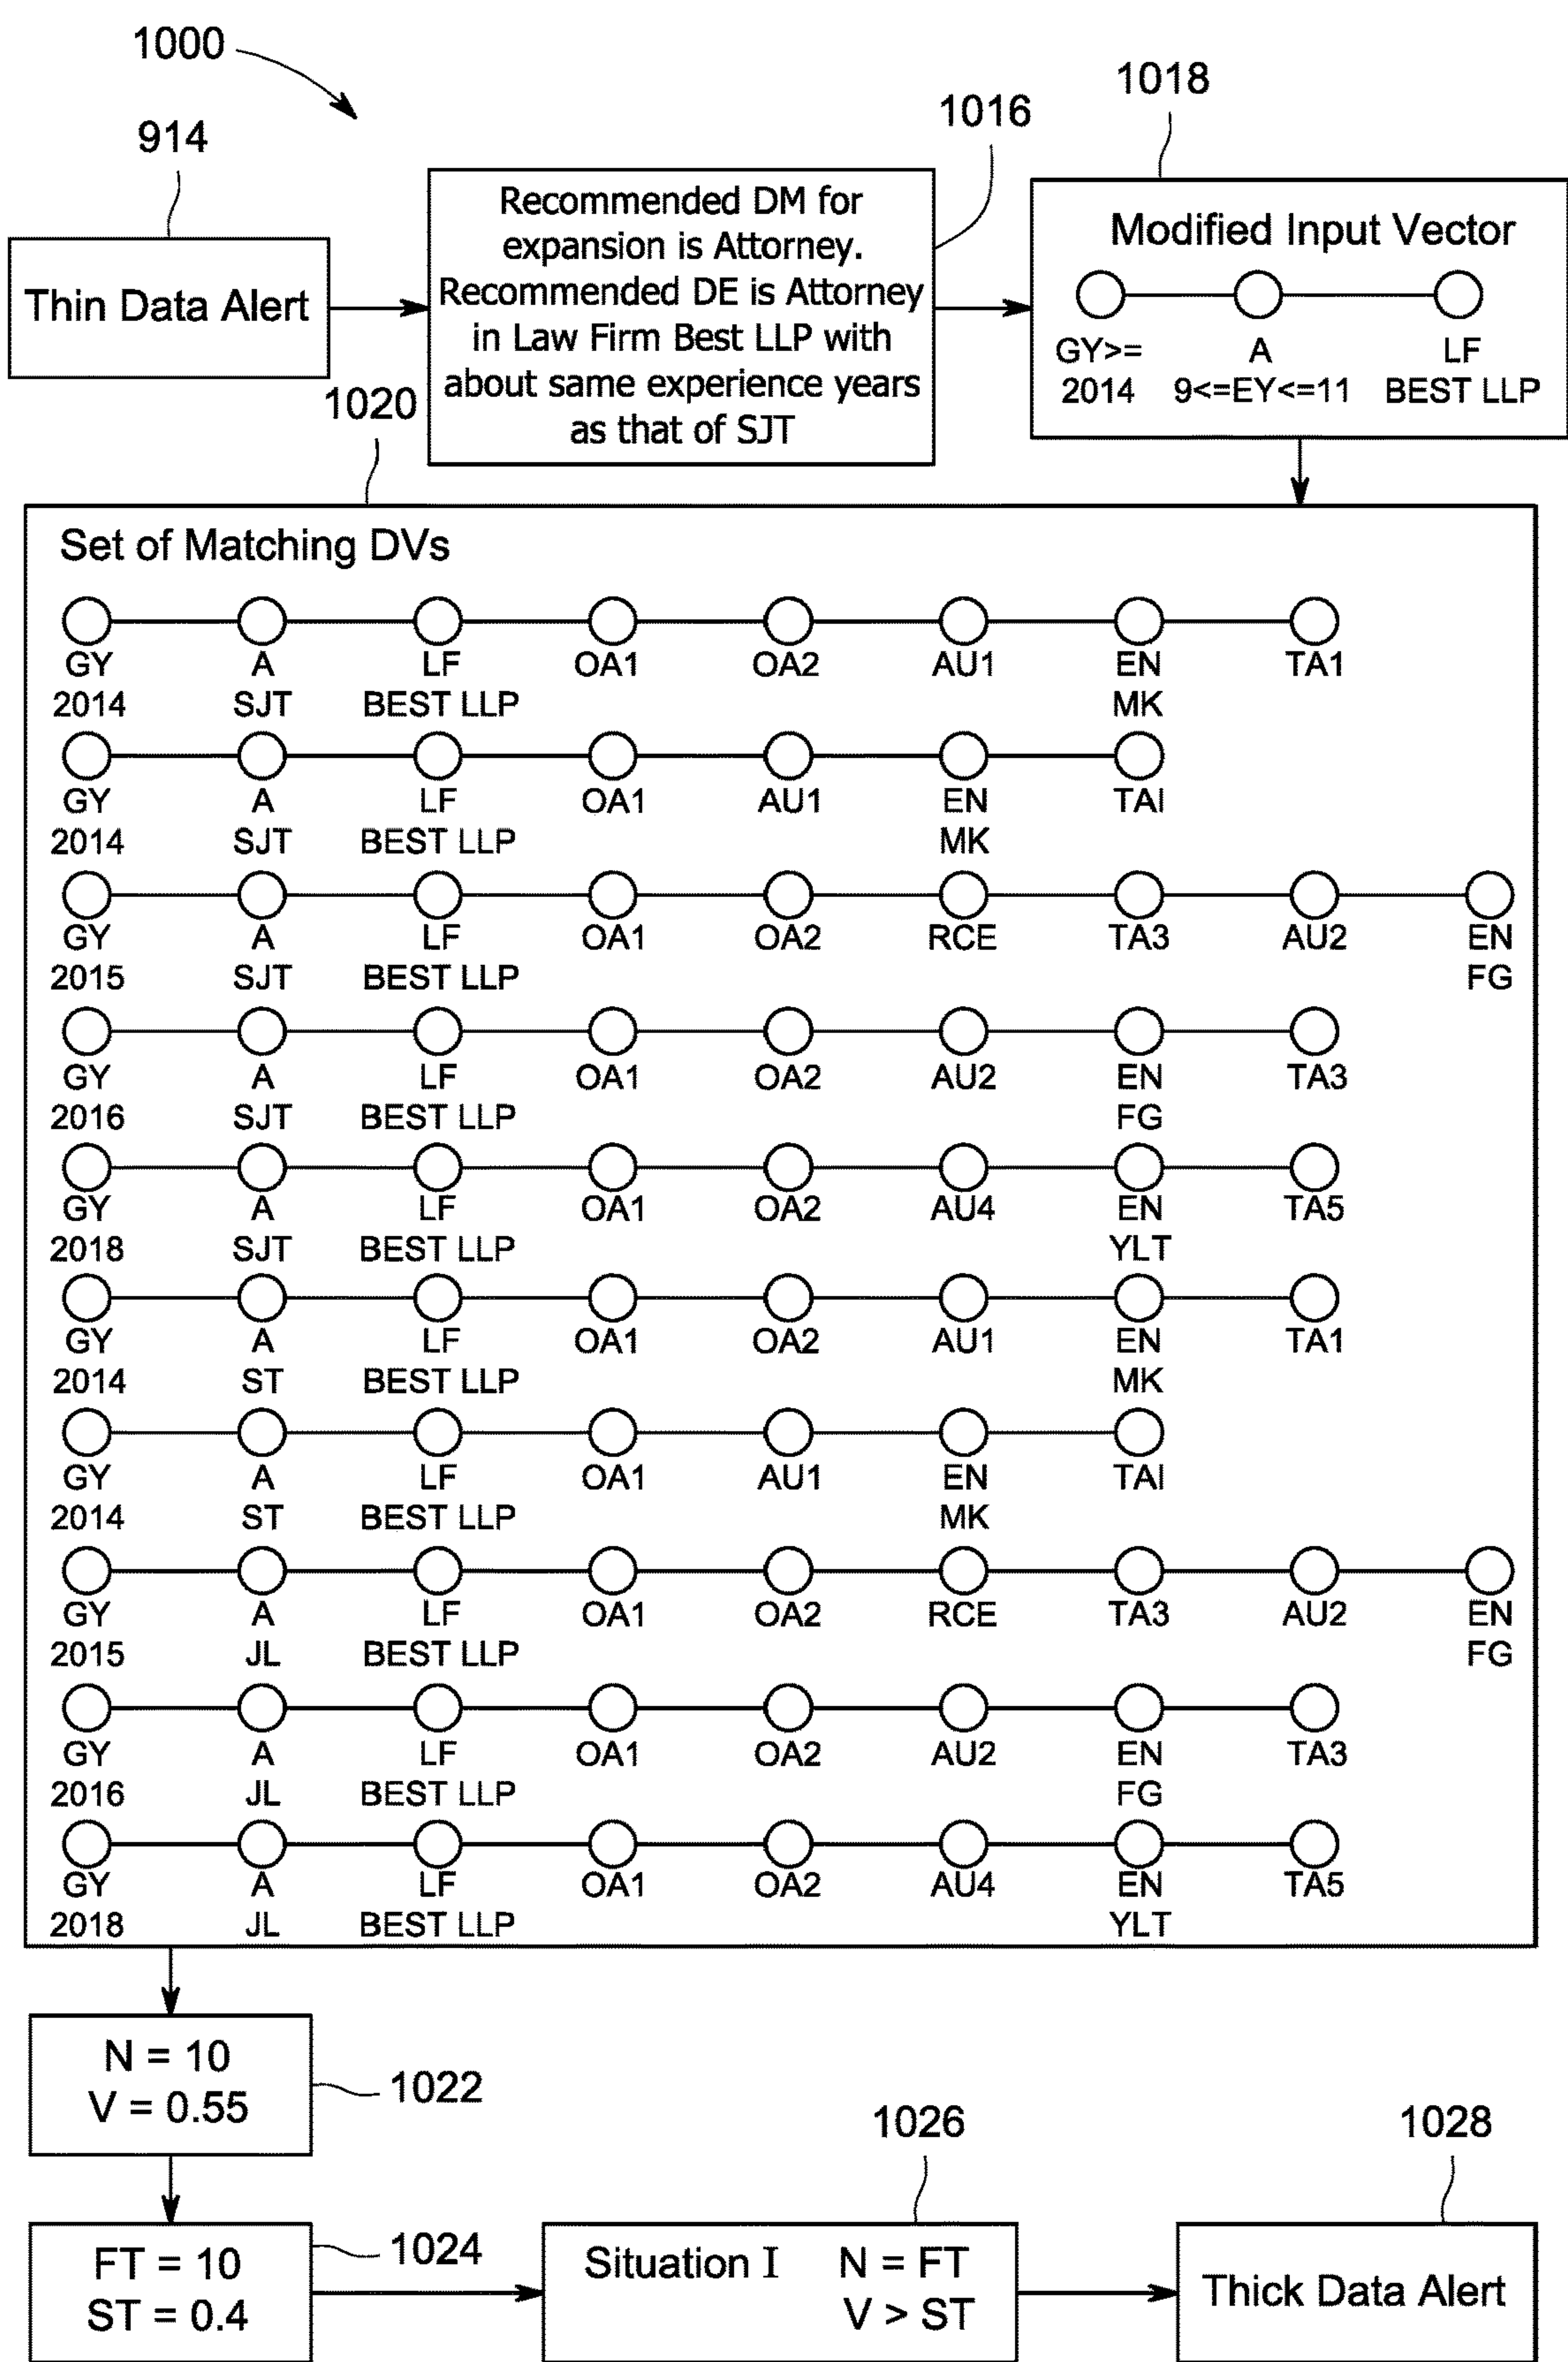 1000
914
1016
1018
Thin Data Alert
Recommended DM for
expansion is Attorney.
Recommended DE is Attorney
in Law Firm Best LLP with
about same experience years
as that of SJT
Modified Input Vector
GY>= A LF
2014 9<=EY<=11 BEST LLP
1020
Set of Matching DVs
GY A LF OA1 OA2 AU1 EN TA1
2014 SJT BEST LLP MK
GY A LF OA1 AU1 EN TAI
2014 SJT BEST LLP MK
GY A LF OA1 OA2 RCE TA3 AU2 EN
2015 SJT BEST LLP FG
GY A LF OA1 OA2 AU2 EN TA3
2016 SJT BEST LLP FG
GY A LF OA1 OA2 AU4 EN TA5
2018 SJT BEST LLP YLT
GY A LF OA1 OA2 AU1 EN TA1
2014 ST BEST LLP MK
GY A LF OA1 AU1 EN TAI
2014 ST BEST LLP MK
GY A LF OA1 OA2 RCE TA3 AU2 EN
2015 JL BEST LLP FG
GY A LF OA1 OA2 AU2 EN TA3
2016 JL BEST LLP FG
GY A LF OA1 OA2 AU4 EN TA5
2018 JL BEST LLP YLT
N = 10
V = 0.55
1022
FT = 10
ST = 0.4
1024
1026
Situation I N = FT
V > ST
1028
Thick Data Alert